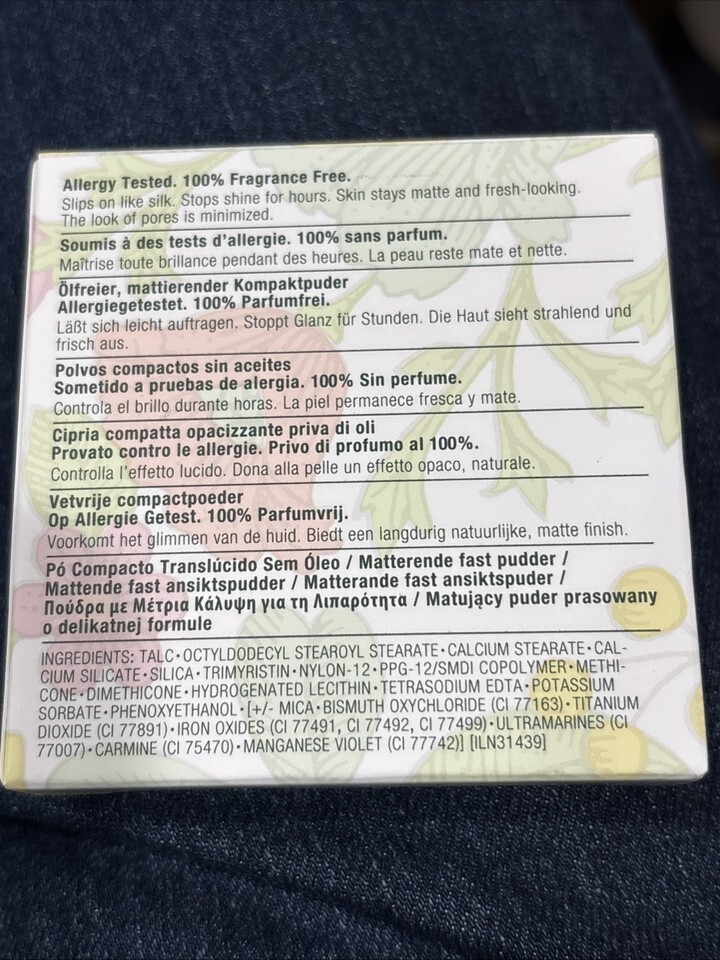 Allergy Tested. 100% Fragrance Free.
Slips on like silk. Stops shine for hours. Skin stays matte and fresh-looking.
The look of pores is minimized.
Soumis à des tests d'allergie. 100% sans parfum.
Maîtrise toute brillance pendant des heures. La peau reste mate et nette.
Ölfreier, mattierender Kompaktpuder
Allergiegetestet. 100% Parfumfrei.
Läßt sich leicht auftragen. Stoppt Glanz für Stunden. Die Haut sieht strahlend und
frisch aus.
Polvos compactos sin aceites
Sometido a pruebas de alergia. 100% Sin perfume.
Controla el brillo durante horas. La piel permanece fresca y mate.
Cipria compatta opacizzante priva di oli
Provato contro le allergie. Privo di profumo al 100%.
Controlla l'effetto lucido. Dona alla pelle un effetto opaco, naturale.
Vetvrije compactpoeder
Op Allergie Getest. 100% Parfumvrij.
Voorkomt het glimmen van de huid. Biedt een langdurig natuurlijke, matte finish.
Pó Compacto Translúcido Sem Óleo / Matterende fast pudder /
Mattende fast ansiktspudder / Matterande fast ansiktspuder /
Πούδρα με Μέτρια Κάλυψη για τη Λιπαρότητα / Matujący puder prasowany
o delikatnej formule
INGREDIENTS: TALC•OCTYLDODECYL STEAROYL STEARATE•CALCIUM STEARATE•CAL-
CIUM SILICATE•SILICA•TRIMYRISTIN•NYLON-12•PPG-12/SMDI COPOLYMER•METHI-
CONE•DIMETHICONE•HYDROGENATED LECITHIN•TETRASODIUM EDTA•POTASSIUM
SORBATE•PHENOXYETHANOL•[+/- MICA•BISMUTH OXYCHLORIDE (CI 77163)•TITANIUM
DIOXIDE (CI 77891)•IRON OXIDES (CI 77491, CI 77492, CI 77499)•ULTRAMARINES (CI
77007)•CARMINE (CI 75470)•MANGANESE VIOLET (CI 77742)] [ILN31439]